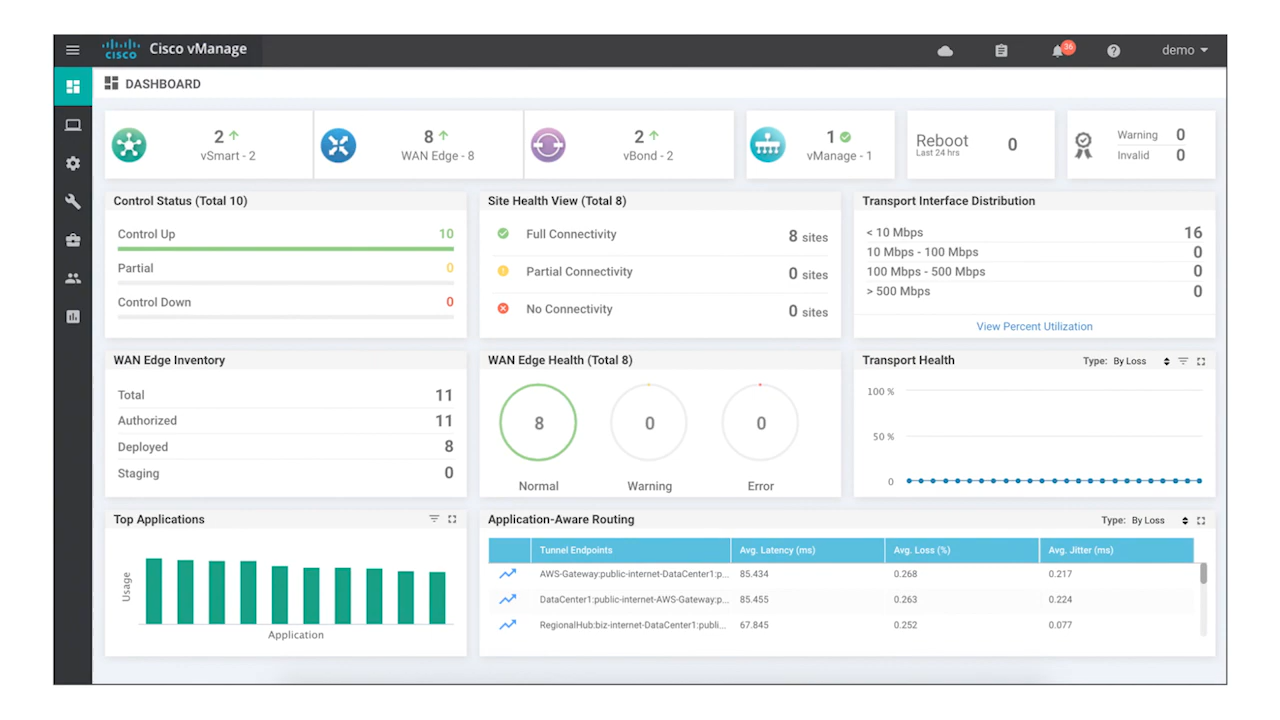 CISCO Cisco vManage
36
demo
DASHBOARD
2
vSmart - 2
8
WAN Edge - 8
2
vBond - 2
1
vManage - 1
Reboot
Last 24 hrs
0
Warning 0
Invalid 0
Control Status (Total 10)
Control Up 10
Partial 0
Control Down 0
Site Health View (Total 8)
Full Connectivity 8 sites
Partial Connectivity 0 sites
No Connectivity 0 sites
Transport Interface Distribution
< 10 Mbps 16
10 Mbps - 100 Mbps 0
100 Mbps - 500 Mbps 0
> 500 Mbps 0
View Percent Utilization
WAN Edge Inventory
Total 11
Authorized 11
Deployed 8
Staging 0
WAN Edge Health (Total 8)
8
Normal
0
Warning
0
Error
Transport Health
Type: By Loss
100 %
50 %
0
Top Applications
Usage
Application
Application-Aware Routing
Type: By Loss
Tunnel Endpoints Avg. Latency (ms) Avg. Loss (%) Avg. Jitter (ms)
AWS-Gateway:public-internet-DataCenter1:p... 85.434 0.268 0.217
DataCenter1:public-internet-AWS-Gateway:p... 85.455 0.263 0.224
RegionalHub:biz-internet-DataCenter1:publi... 67.845 0.252 0.077